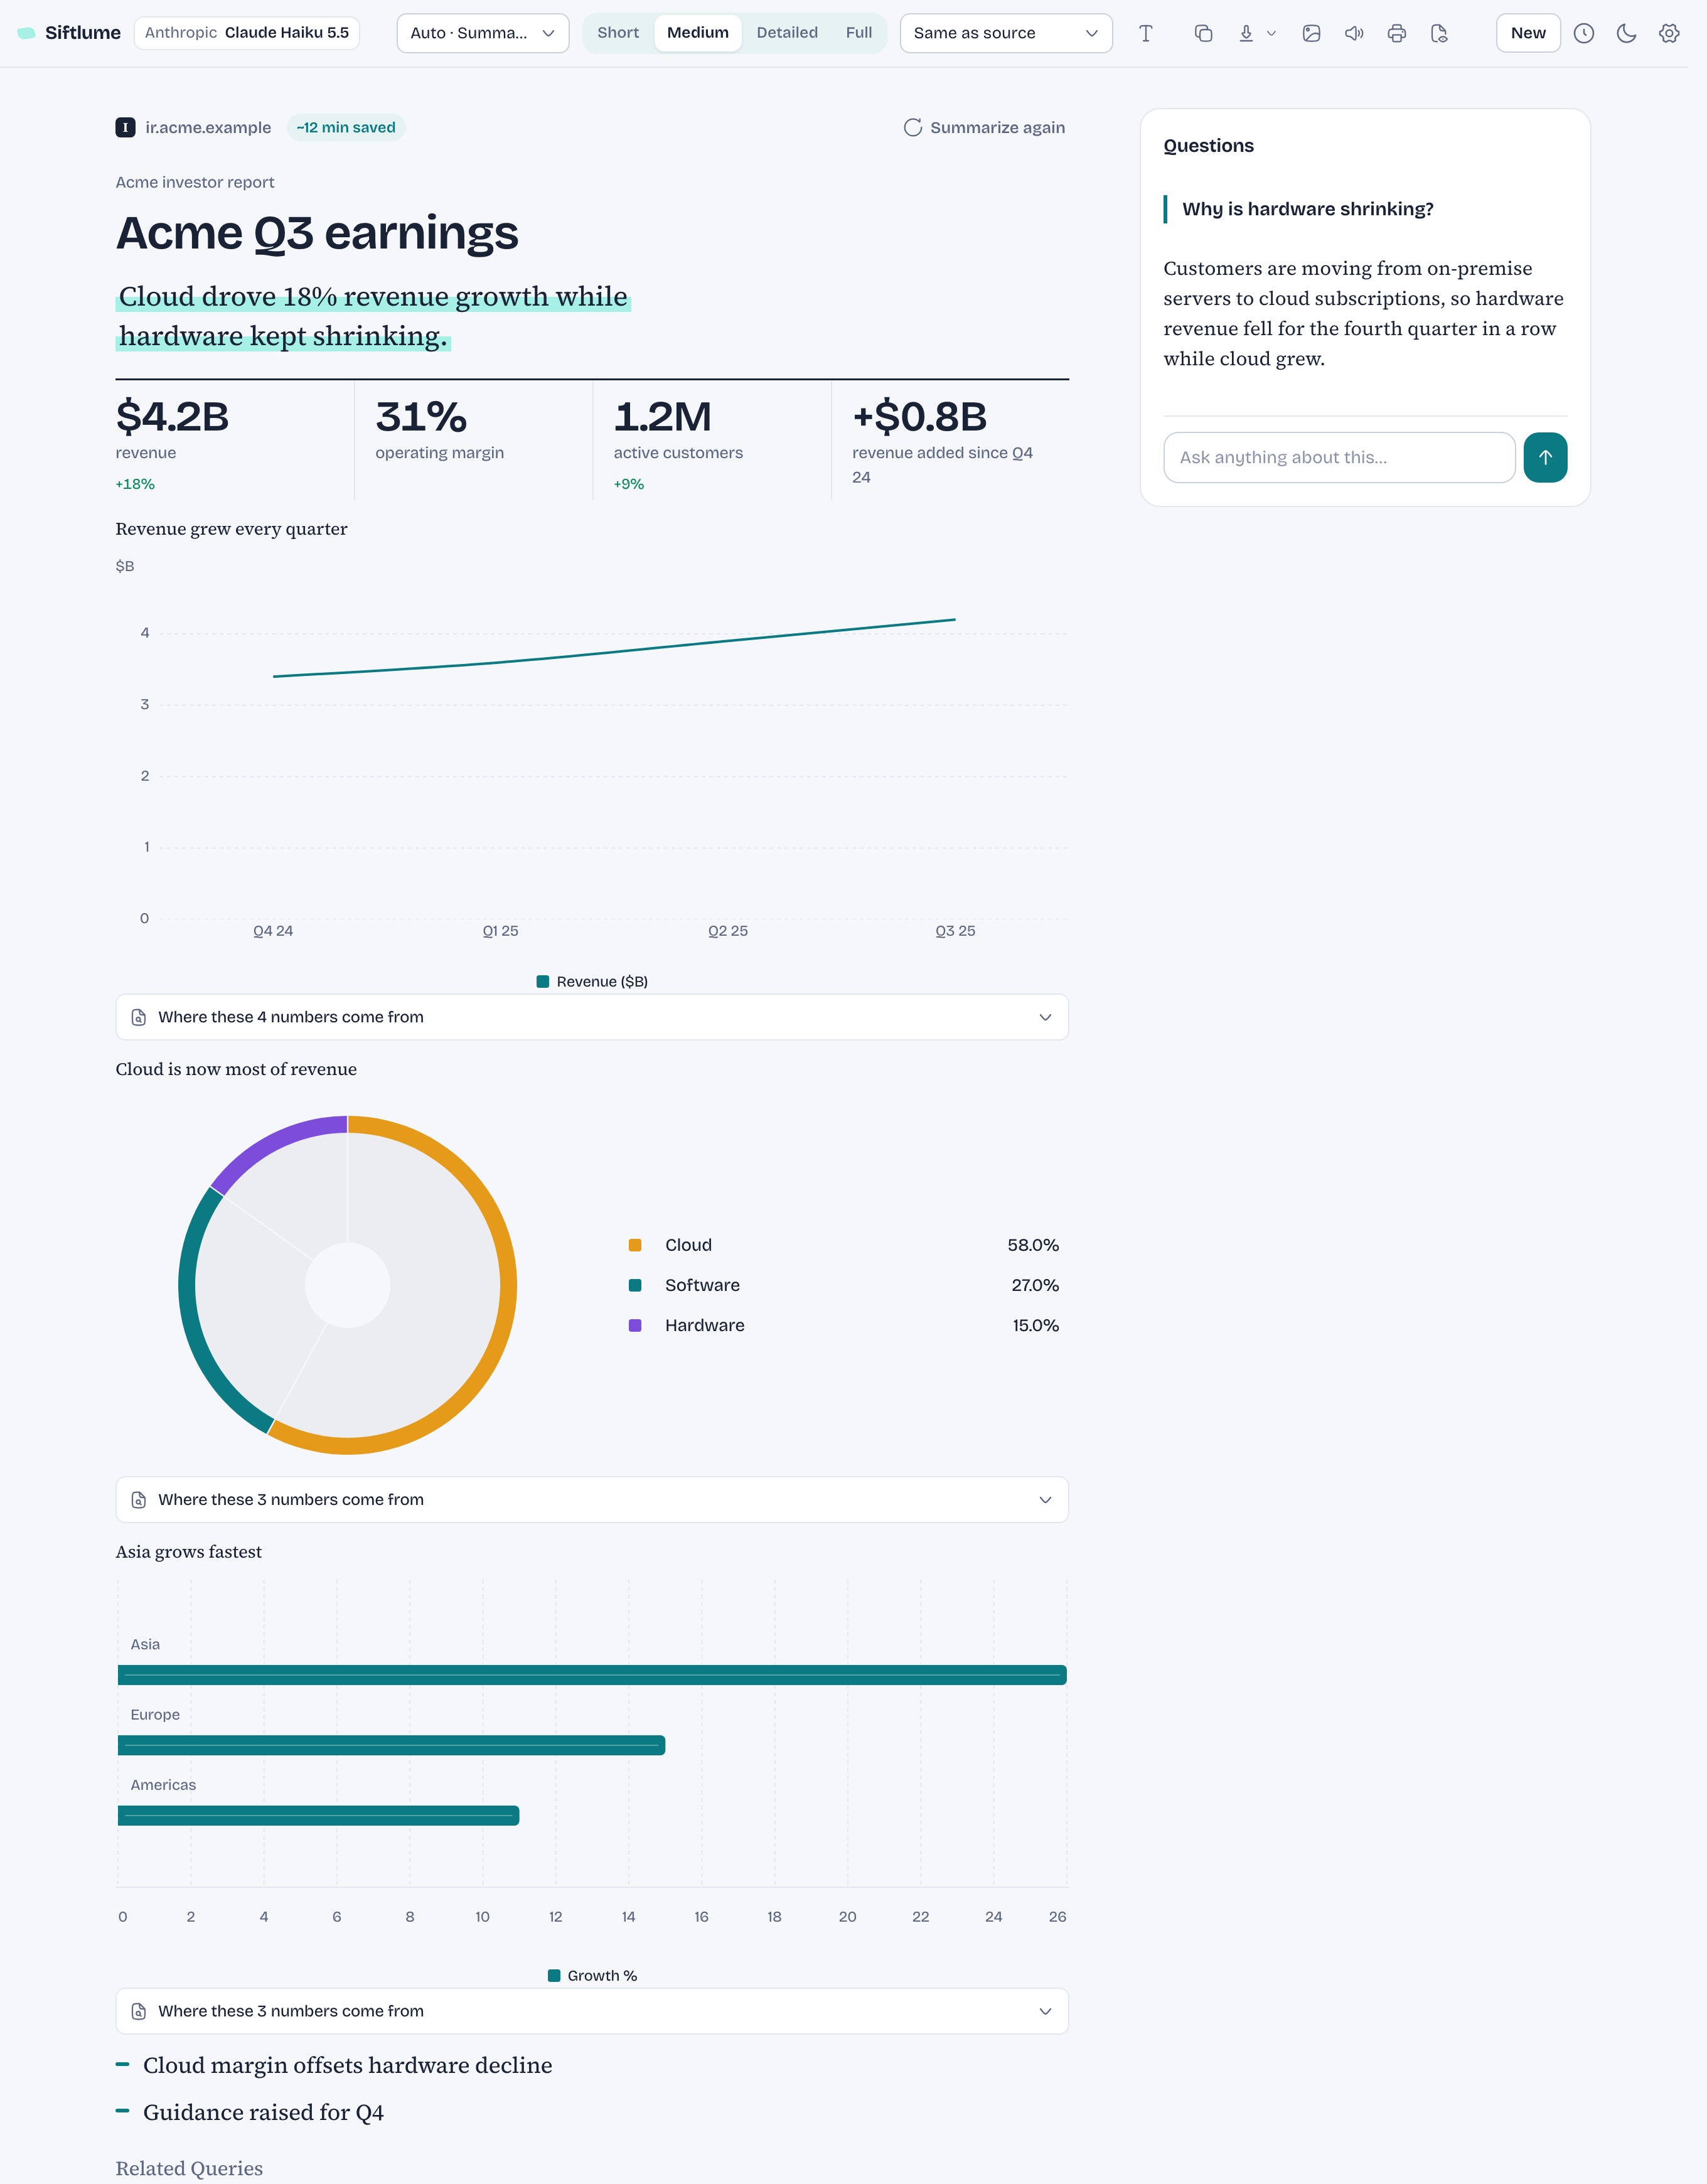 Siftlume
Anthropic Claude Haiku 5.5
Auto · Summa...
Short
Medium
Detailed
Full
Same as source
New
I
ir.acme.example
~12 min saved
Summarize again
Acme investor report
Acme Q3 earnings
Cloud drove 18% revenue growth while
hardware kept shrinking.
$4.2B
revenue
+18%
31%
operating margin
1.2M
active customers
+9%
+$0.8B
revenue added since Q4
24
Revenue grew every quarter
$B
4
3
2
1
0
Q4 24
Q1 25
Q2 25
Q3 25
Revenue ($B)
Where these 4 numbers come from
Cloud is now most of revenue
Cloud 58.0%
Software 27.0%
Hardware 15.0%
Where these 3 numbers come from
Asia grows fastest
Asia
Europe
Americas
0 2 4 6 8 10 12 14 16 18 20 22 24 26
Growth %
Where these 3 numbers come from
Cloud margin offsets hardware decline
Guidance raised for Q4
Related Queries
Questions
Why is hardware shrinking?
Customers are moving from on-premise
servers to cloud subscriptions, so hardware
revenue fell for the fourth quarter in a row
while cloud grew.
Ask anything about this...